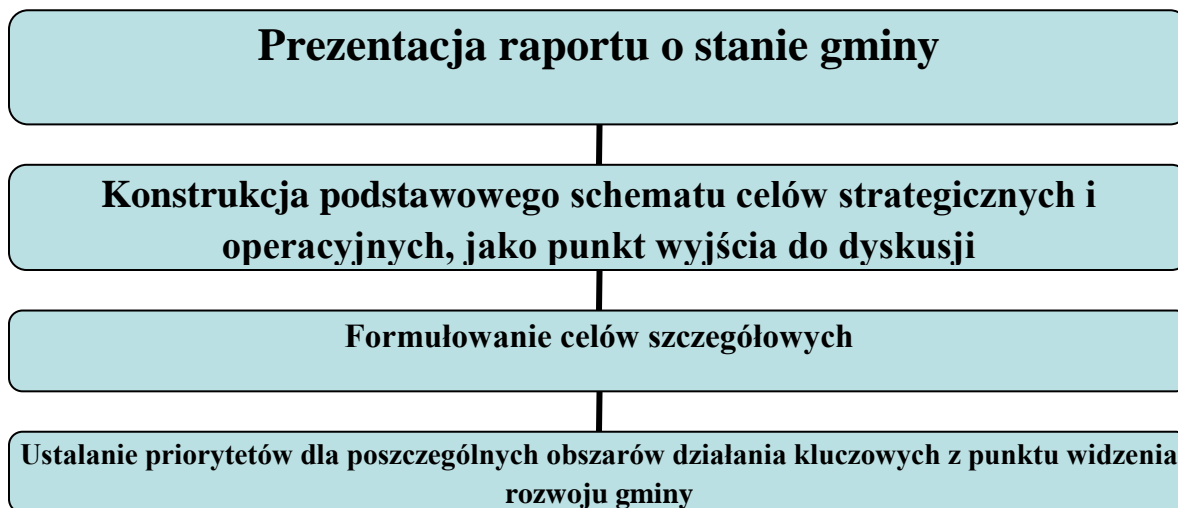 Prezentacja raportu o stanie gminy
Konstrukcja podstawowego schematu celów strategicznych i
operacyjnych, jako punkt wyjścia do dyskusji
Formułowanie celów szczegółowych
Ustalanie priorytetów dla poszczególnych obszarów działania kluczowych z punktu widzenia
rozwoju gminy